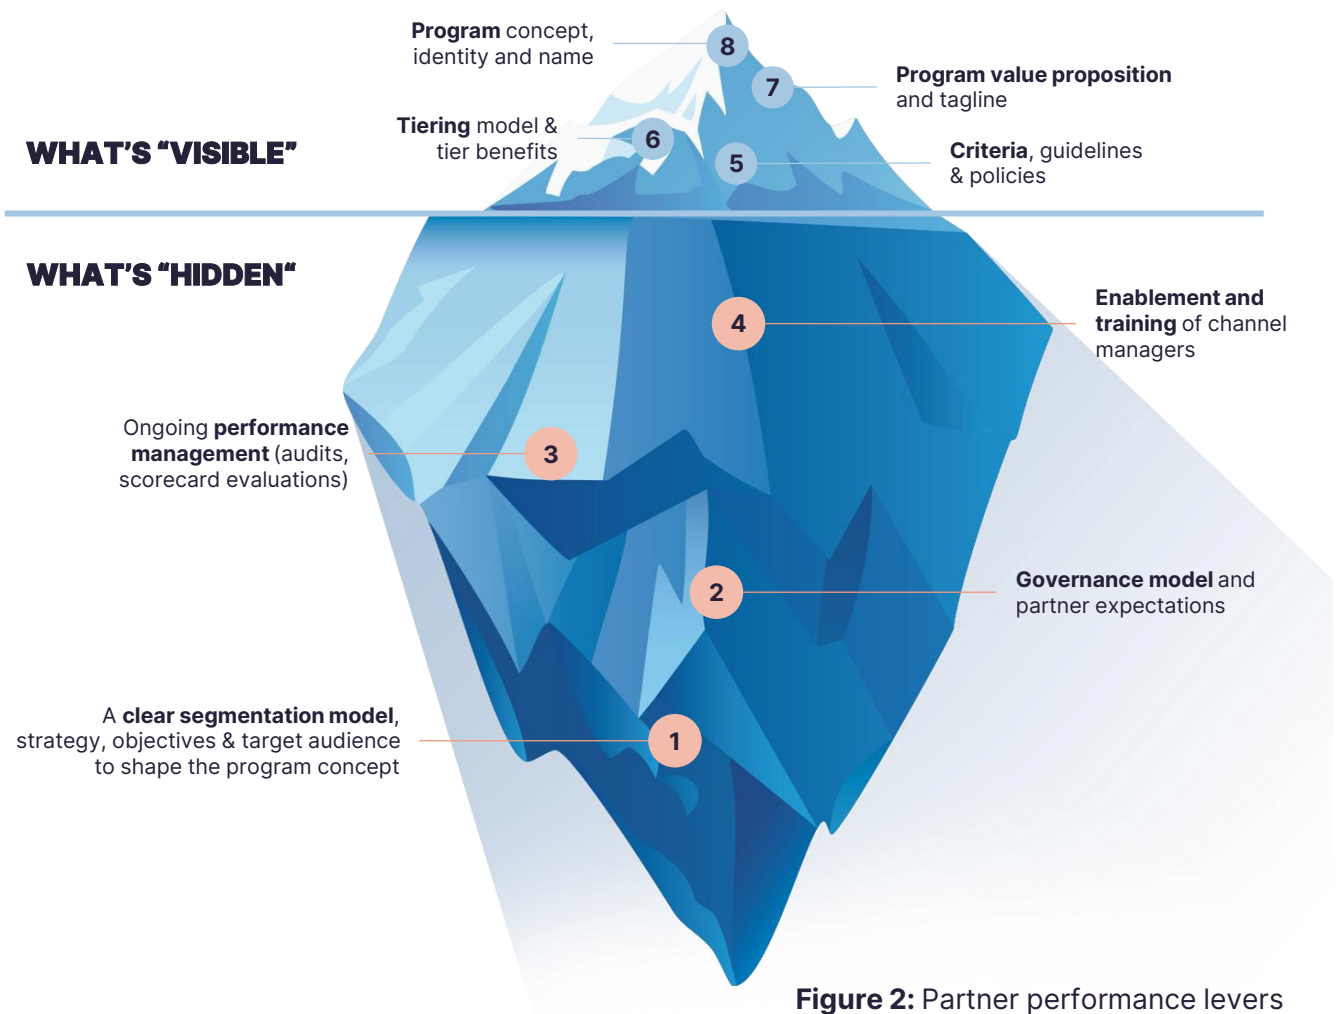 Program concept,
identity and name
8
7
Program value proposition
and tagline
Tiering model &
tier benefits
6
5
Criteria, guidelines
& policies
WHAT'S “VISIBLE”
WHAT'S “HIDDEN“
4
Enablement and
training of channel
managers
Ongoing performance
management (audits,
scorecard evaluations)
3
2
Governance model and
partner expectations
A clear segmentation model,
strategy, objectives & target audience
to shape the program concept
1
Figure 2: Partner performance levers